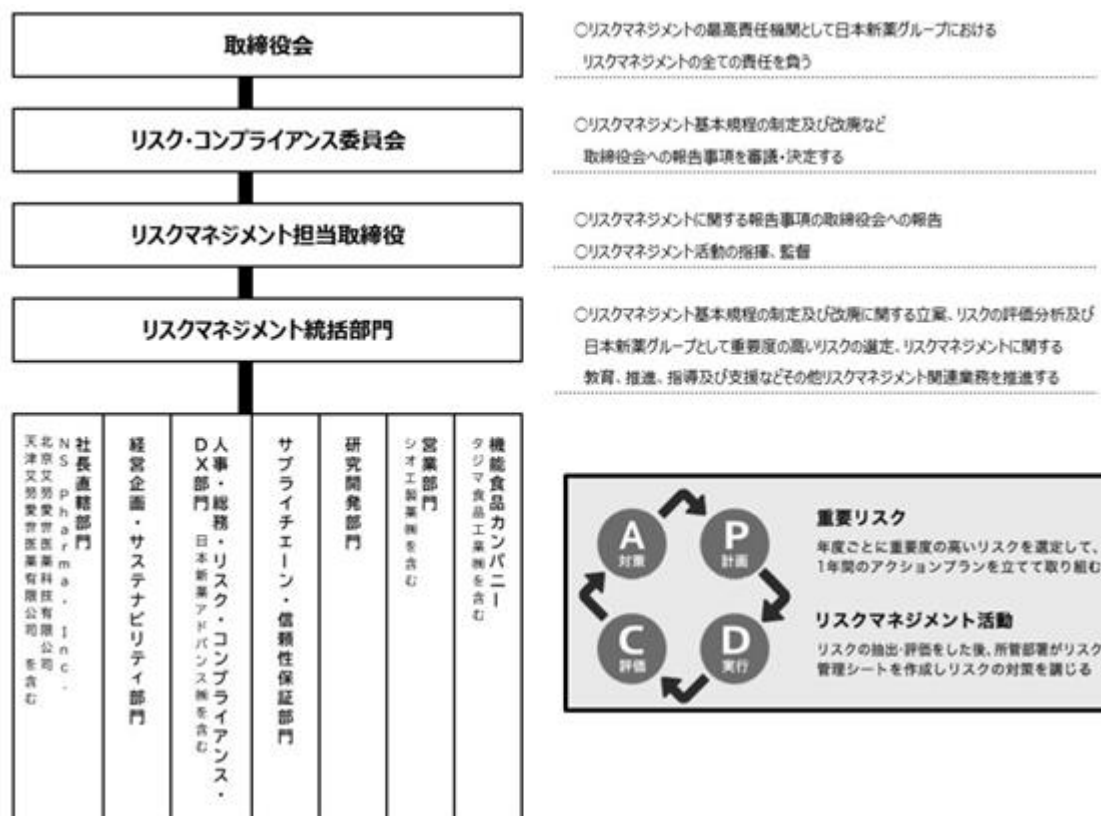 取締役会
○リスクマネジメントの最高責任機関として日本新薬グループにおける
リスクマネジメントの全ての責任を負う
リスク・コンプライアンス委員会
○リスクマネジメント基本規程の制定及び改廃など
取締役会への報告事項を審議・決定する
リスクマネジメント担当取締役
○リスクマネジメントに関する報告事項の取締役会への報告
○リスクマネジメント活動の指揮、監督
リスクマネジメント統括部門
○リスクマネジメント基本規程の制定及び改廃に関する立案、リスクの評価分析及び
日本新薬グループとして重要度の高いリスクの選定、リスクマネジメントに関する
教育、推進、指導及び支援などその他リスクマネジメント関連業務を推進する
社長直轄部門
NS Pharma, Inc.
北京艾努愛世医薬科技有限公司
天津艾努愛世医薬有限公司 を含む
経営企画・サステナビリティ部門
人事・総務・リスク・コンプライアンス・
DX部門 日本新薬アドバンス㈱を含む
サプライチェーン・信頼性保証部門
研究開発部門
営業部門
シオエ製薬㈱を含む
機能食品カンパニー
タジマ食品工業㈱を含む
A
対策
P
計画
C
評価
D
実行
重要リスク
年度ごとに重要度の高いリスクを選定して、
1年間のアクションプランを立てて取り組む
リスクマネジメント活動
リスクの抽出・評価をした後、所管部署がリスク
管理シートを作成しリスクの対策を講じる